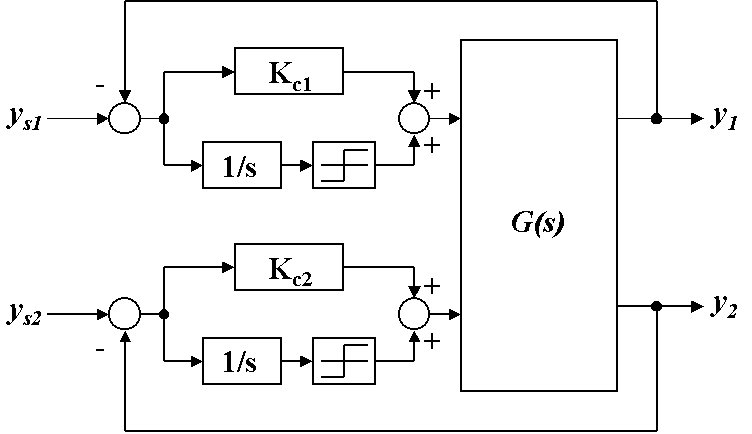 -
K_c1
+
y_s1
y_1
+
1/s
G(s)
K_c2
+
y_s2
y_2
-
+
1/s